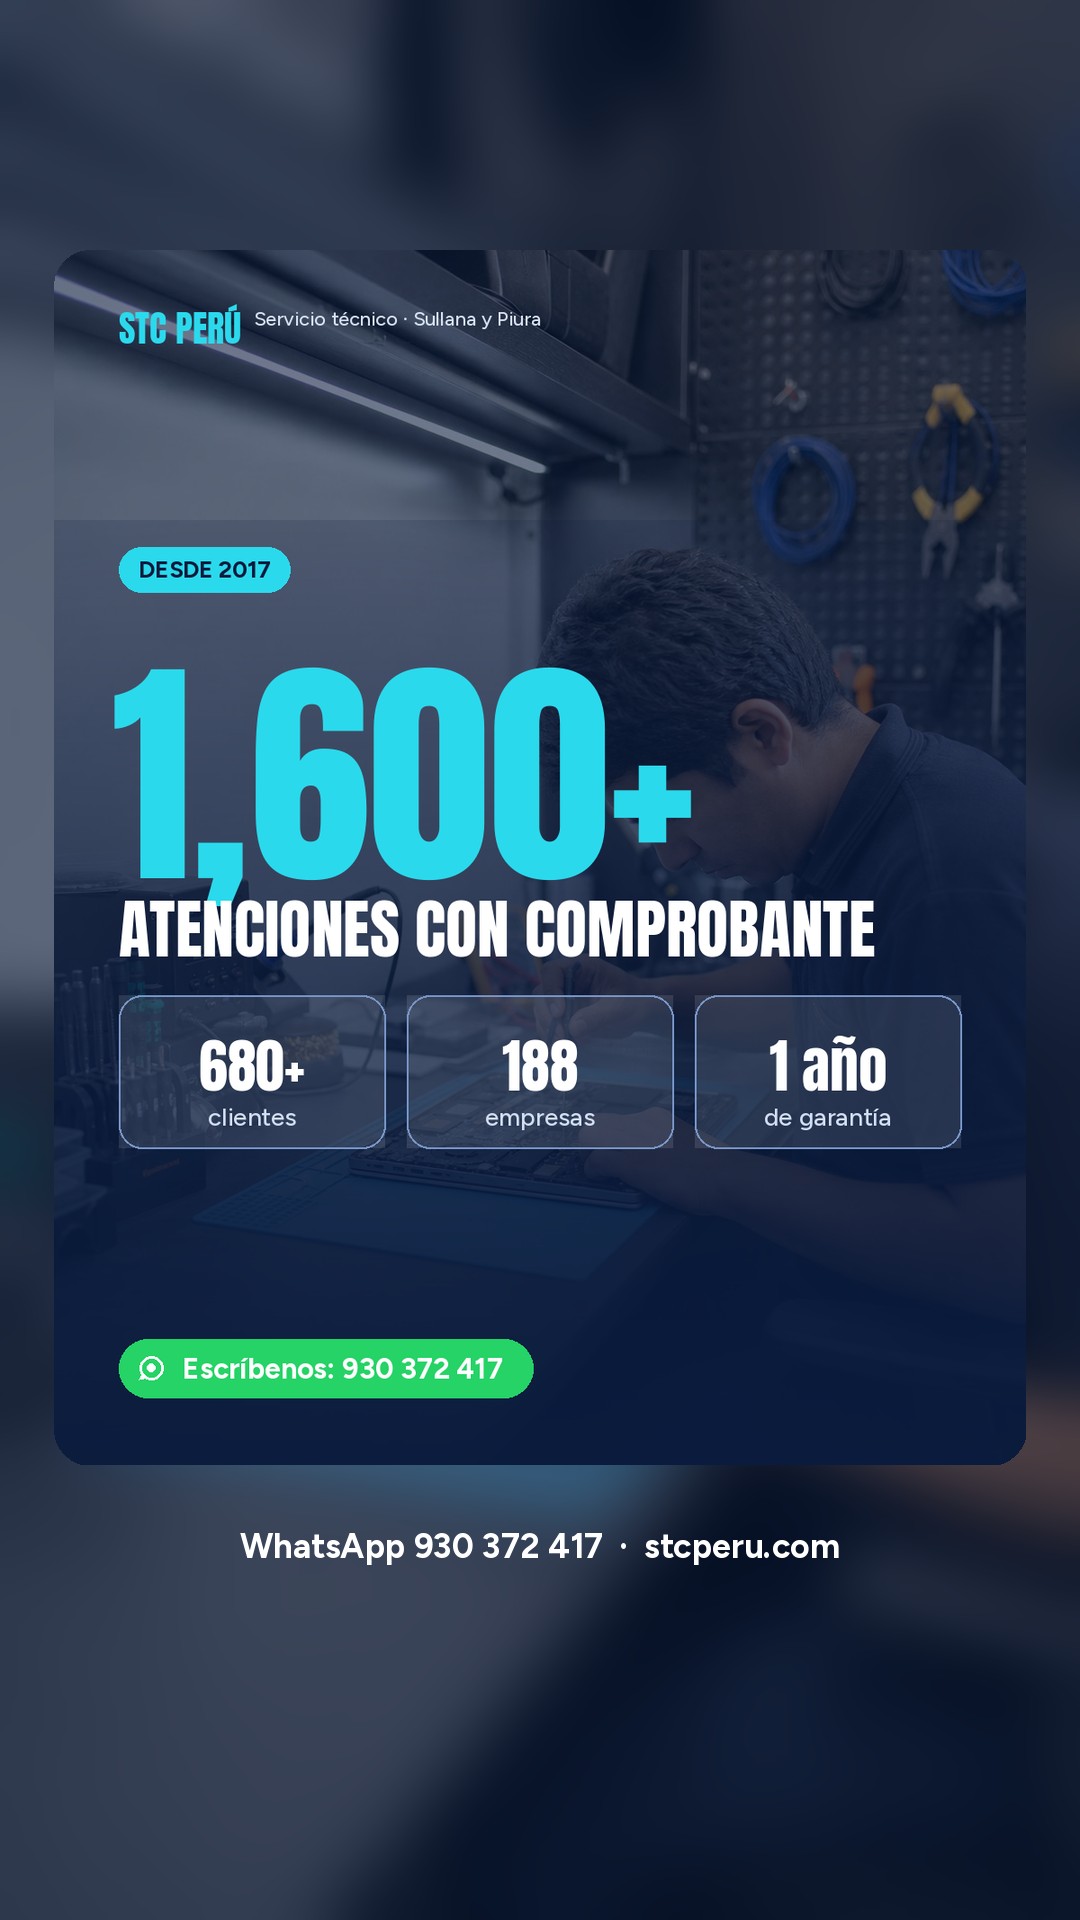 STC PERÚ Servicio técnico · Sullana y Piura
DESDE 2017
1,600+
ATENCIONES CON COMPROBANTE
680+
clientes
188
empresas
1 año
de garantía
Escríbenos: 930 372 417
WhatsApp 930 372 417 · stcperu.com